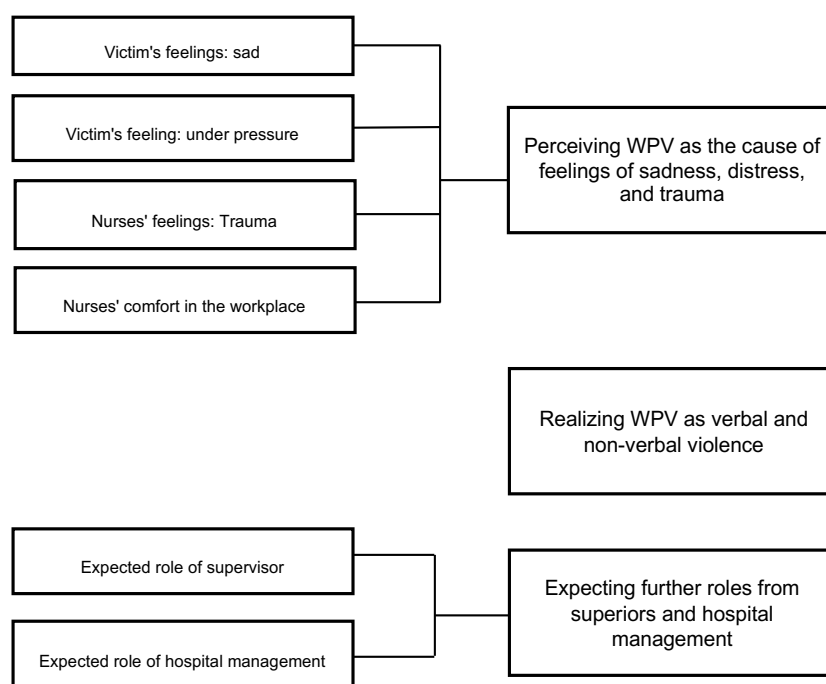 Victim's feelings: sad
Victim's feeling: under pressure
Nurses' feelings: Trauma
Nurses' comfort in the workplace
Perceiving WPV as the cause of
feelings of sadness, distress,
and trauma
Realizing WPV as verbal and
non-verbal violence
Expected role of supervisor
Expected role of hospital management
Expecting further roles from
superiors and hospital
management